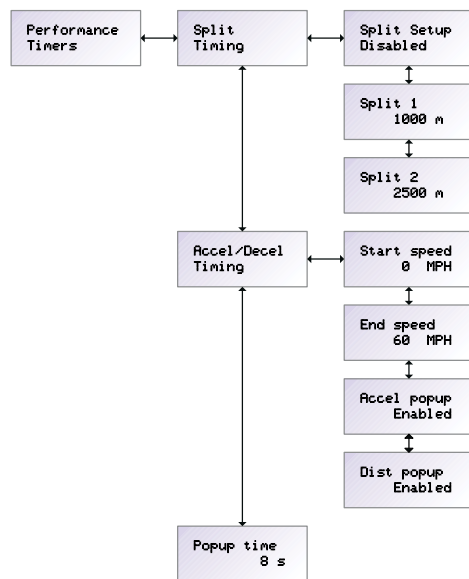 Performance
Timers
Split
Timing
Split Setup
Disabled
Split 1
1000 m
Split 2
2500 m
Accel/Decel
Timing
Start speed
0 MPH
End speed
60 MPH
Accel popup
Enabled
Dist popup
Enabled
Popup time
8 s